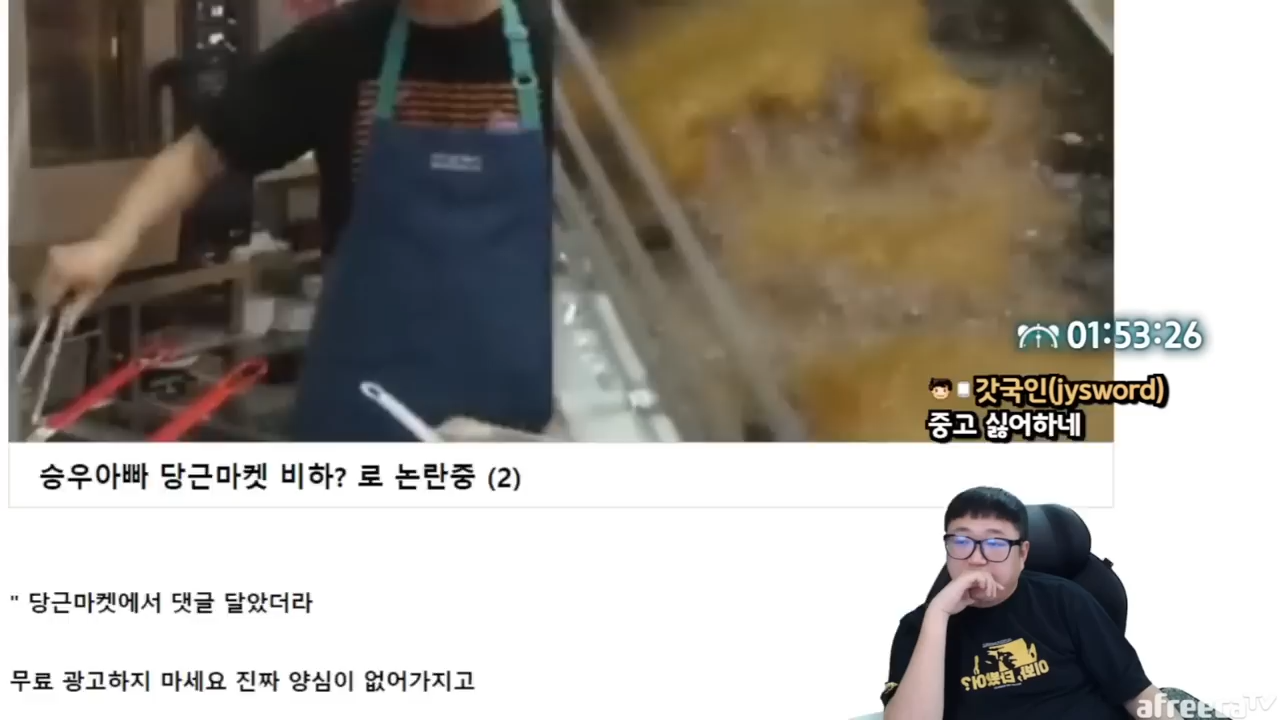 01:53:26
갓국인(jysword)
중고 싫어하네
승우아빠 당근마켓 비하? 로 논란중 (2)
" 당근마켓에서 댓글 달았더라
무료 광고하지 마세요 진짜 양심이 없어가지고
afreecaTV